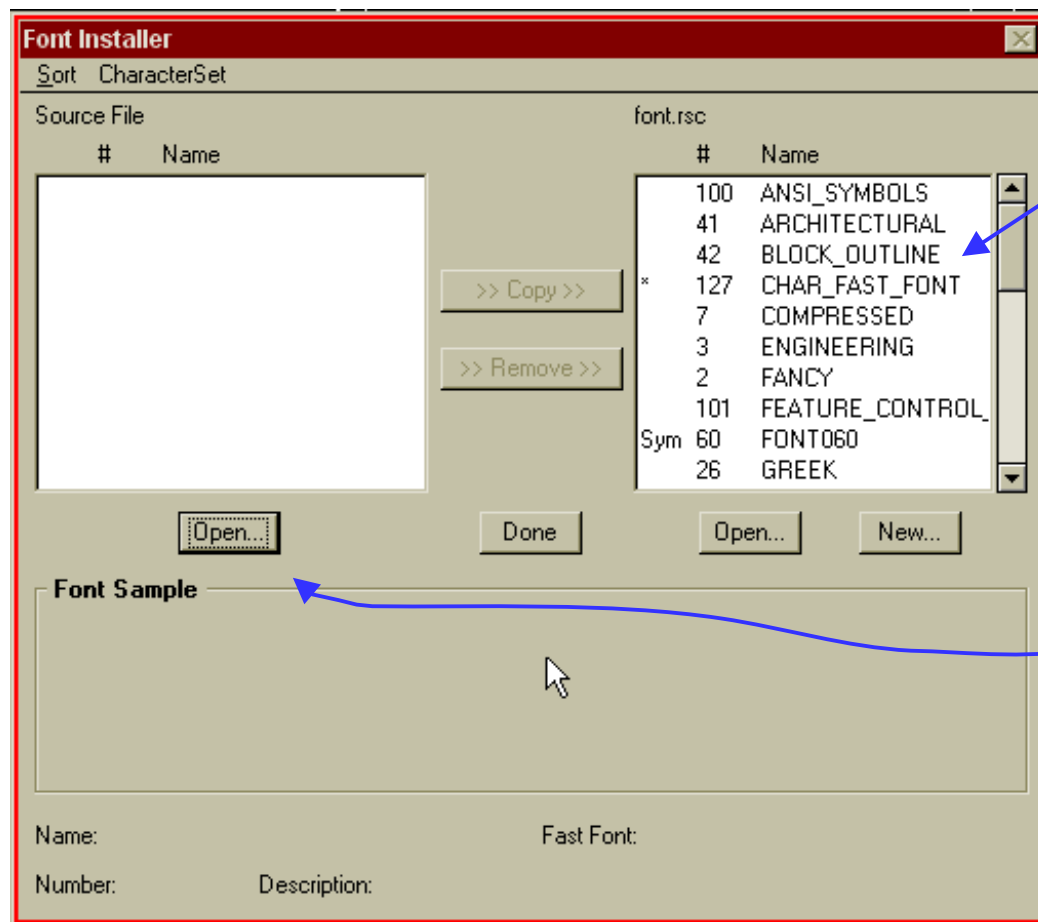 Font Installer
Sort CharacterSet
Source File
font.rsc
# Name
# Name
100 ANSI_SYMBOLS
41 ARCHITECTURAL
42 BLOCK_OUTLINE
* 127 CHAR_FAST_FONT
7 COMPRESSED
3 ENGINEERING
2 FANCY
101 FEATURE_CONTROL_
Sym 60 FONT060
26 GREEK
>> Copy >>
>> Remove >>
Open...
Done
Open...
New...
Font Sample
Name:
Fast Font:
Number:
Description: